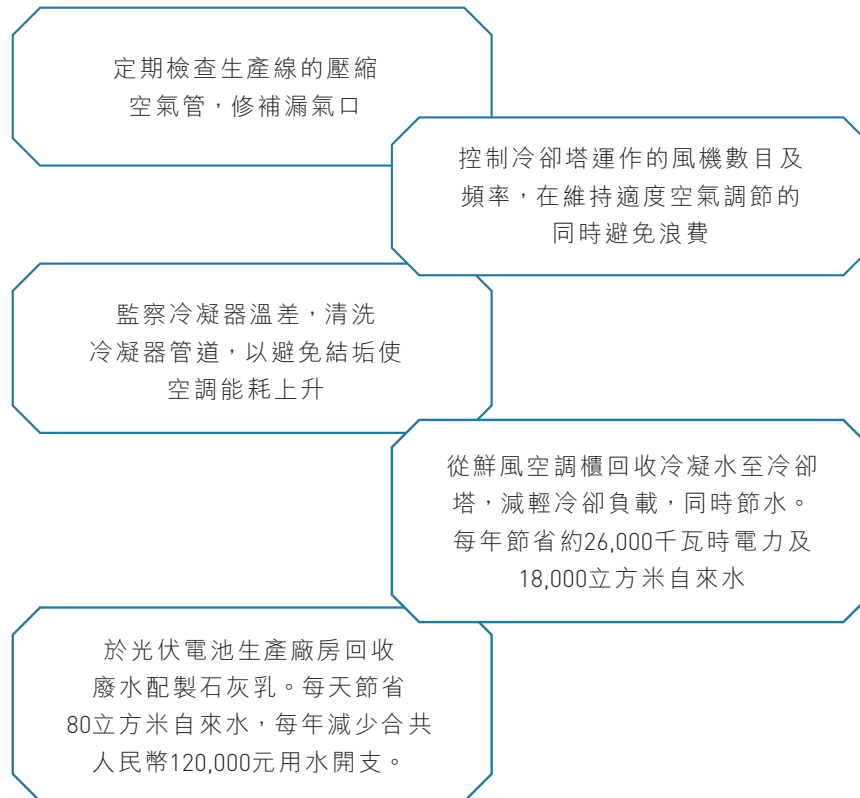 定期檢查生產線的壓縮
空氣管，修補漏氣口
控制冷卻塔運作的風機數目及
頻率，在維持適度空氣調節的
同時避免浪費
監察冷凝器溫差，清洗
冷凝器管道，以避免結垢使
空調能耗上升
從鮮風空調櫃回收冷凝水至冷卻
塔，減輕冷卻負載，同時節水。
每年節省約26,000千瓦時電力及
18,000立方米自來水
於光伏電池生產廠房回收
廢水配製石灰乳。每天節省
80立方米自來水，每年減少合共
人民幣120,000元用水開支。